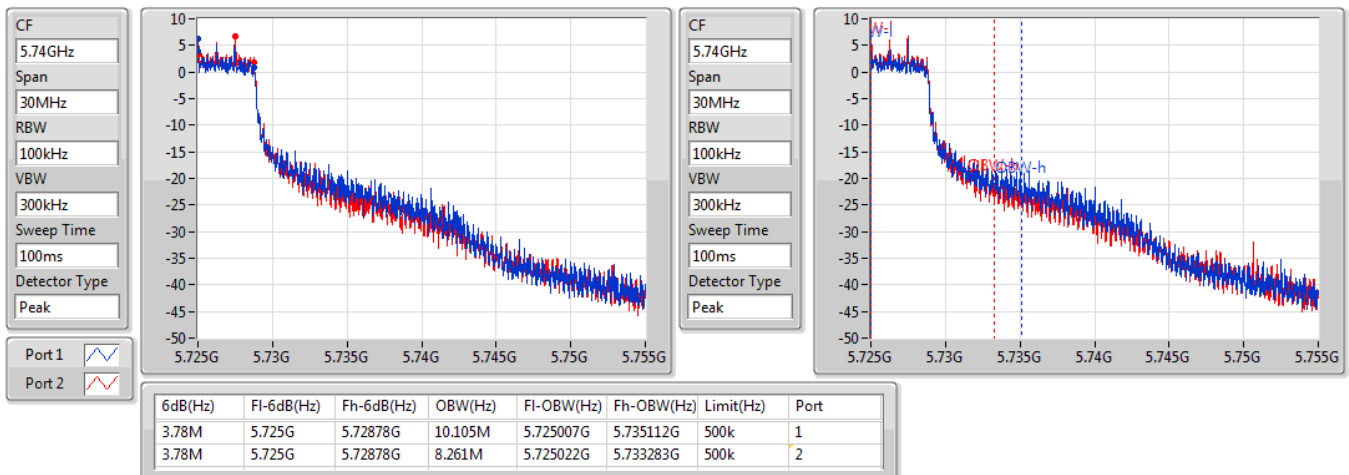 CF
5.74GHz
Span
30MHz
RBW
100kHz
VBW
300kHz
Sweep Time
100ms
Detector Type
Peak
10
5
0
-5
-10
-15
-20
-25
-30
-35
-40
-45
-50
5.725G 5.73G 5.735G 5.74G 5.745G 5.75G 5.755G
CF
5.74GHz
Span
30MHz
RBW
100kHz
VBW
300kHz
Sweep Time
100ms
Detector Type
Peak
10
5
0
-5
-10
-15
-20
-25
-30
-35
-40
-45
-50
OBW-h
5.725G 5.73G 5.735G 5.74G 5.745G 5.75G 5.755G
Port 1
Port 2
6dB(Hz) Fl-6dB(Hz) Fh-6dB(Hz) OBW(Hz) Fl-OBW(Hz) Fh-OBW(Hz) Limit(Hz) Port
3.78M 5.725G 5.72878G 10.105M 5.725007G 5.735112G 500k 1
3.78M 5.725G 5.72878G 8.261M 5.725022G 5.733283G 500k 2